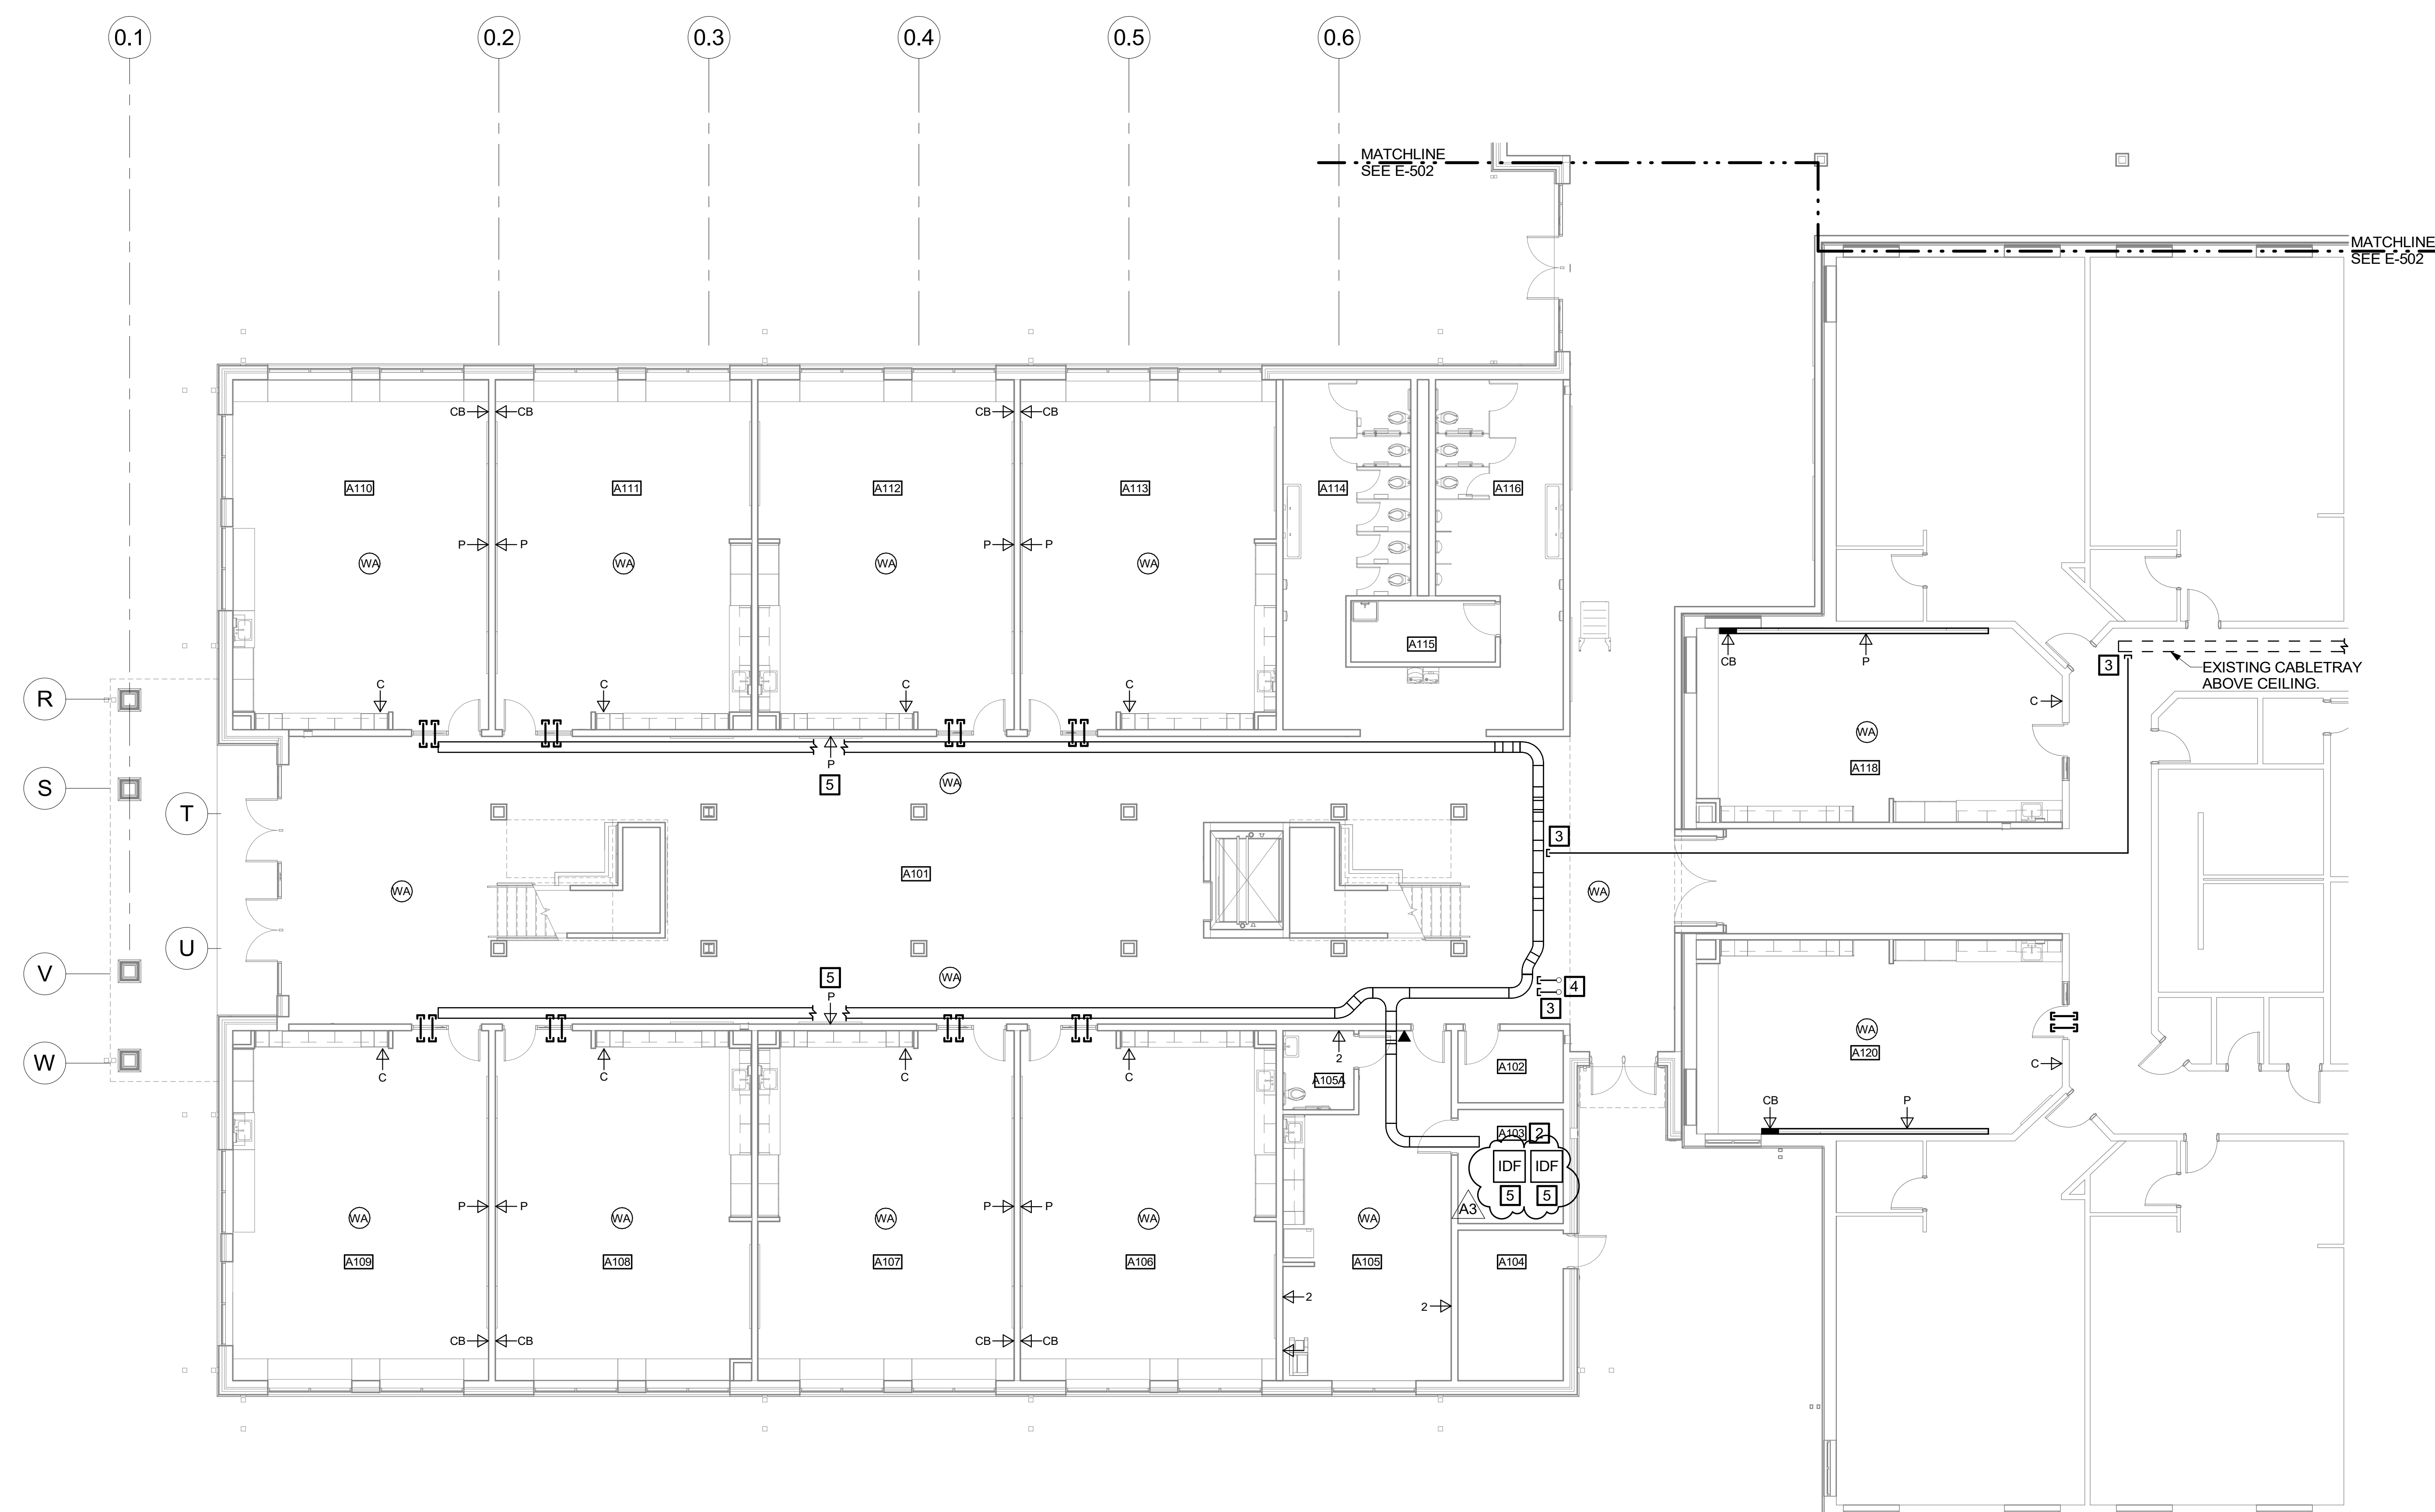 0.1 0.2 0.3 0.4 0.5 0.6
MATCHLINE
SEE E-502
MATCHLINE
SEE E-502
CB CB CB CB
A110 A111 A112 A113 A114 A116
P P P P
WA WA WA WA
A115
CB P
3
EXISTING CABLETRAY
ABOVE CEILING.
C C C C
R
C
WA
A118
P
5
WA
S
T
3
A101
WA WA
U
V
5
P
WA
4
3
WA
A120
C
2
W
A102
C C C C
A105A
CB P
A103 2
IDF IDF
5 5
A3
P P P P
WA WA WA WA WA
A109 A108 A107 A106 A105 A104
2 2
CB CB CB CB